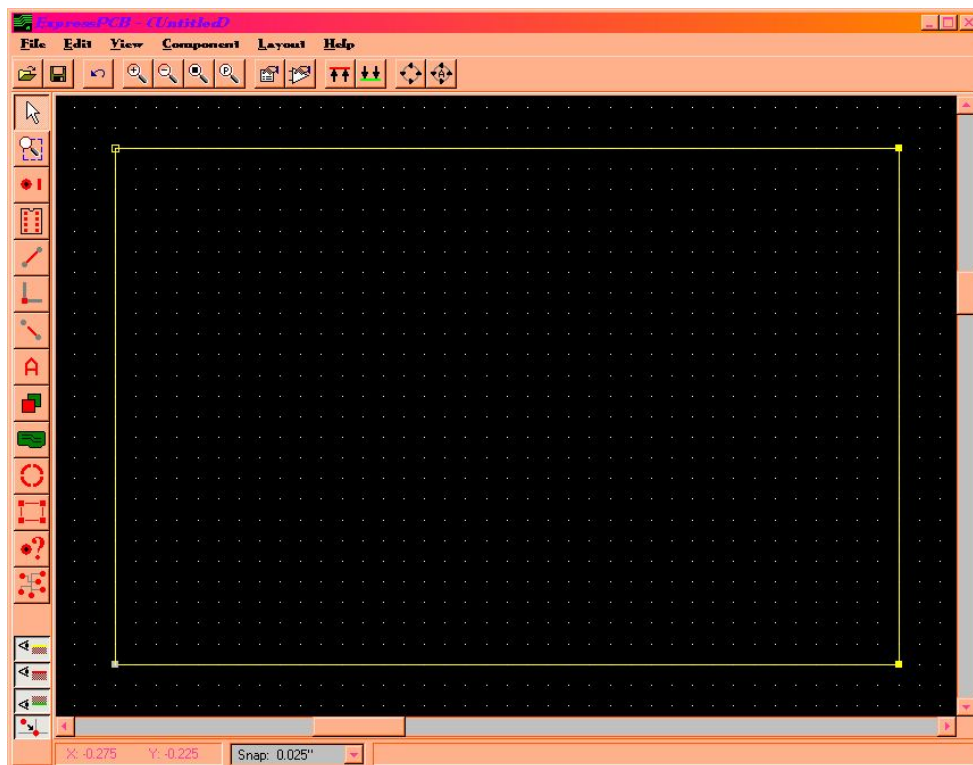 ExpressPCB - (Untitled)
File Edit View Component Layout Help
X: -0.275 Y: -0.225 Snap: 0.025"